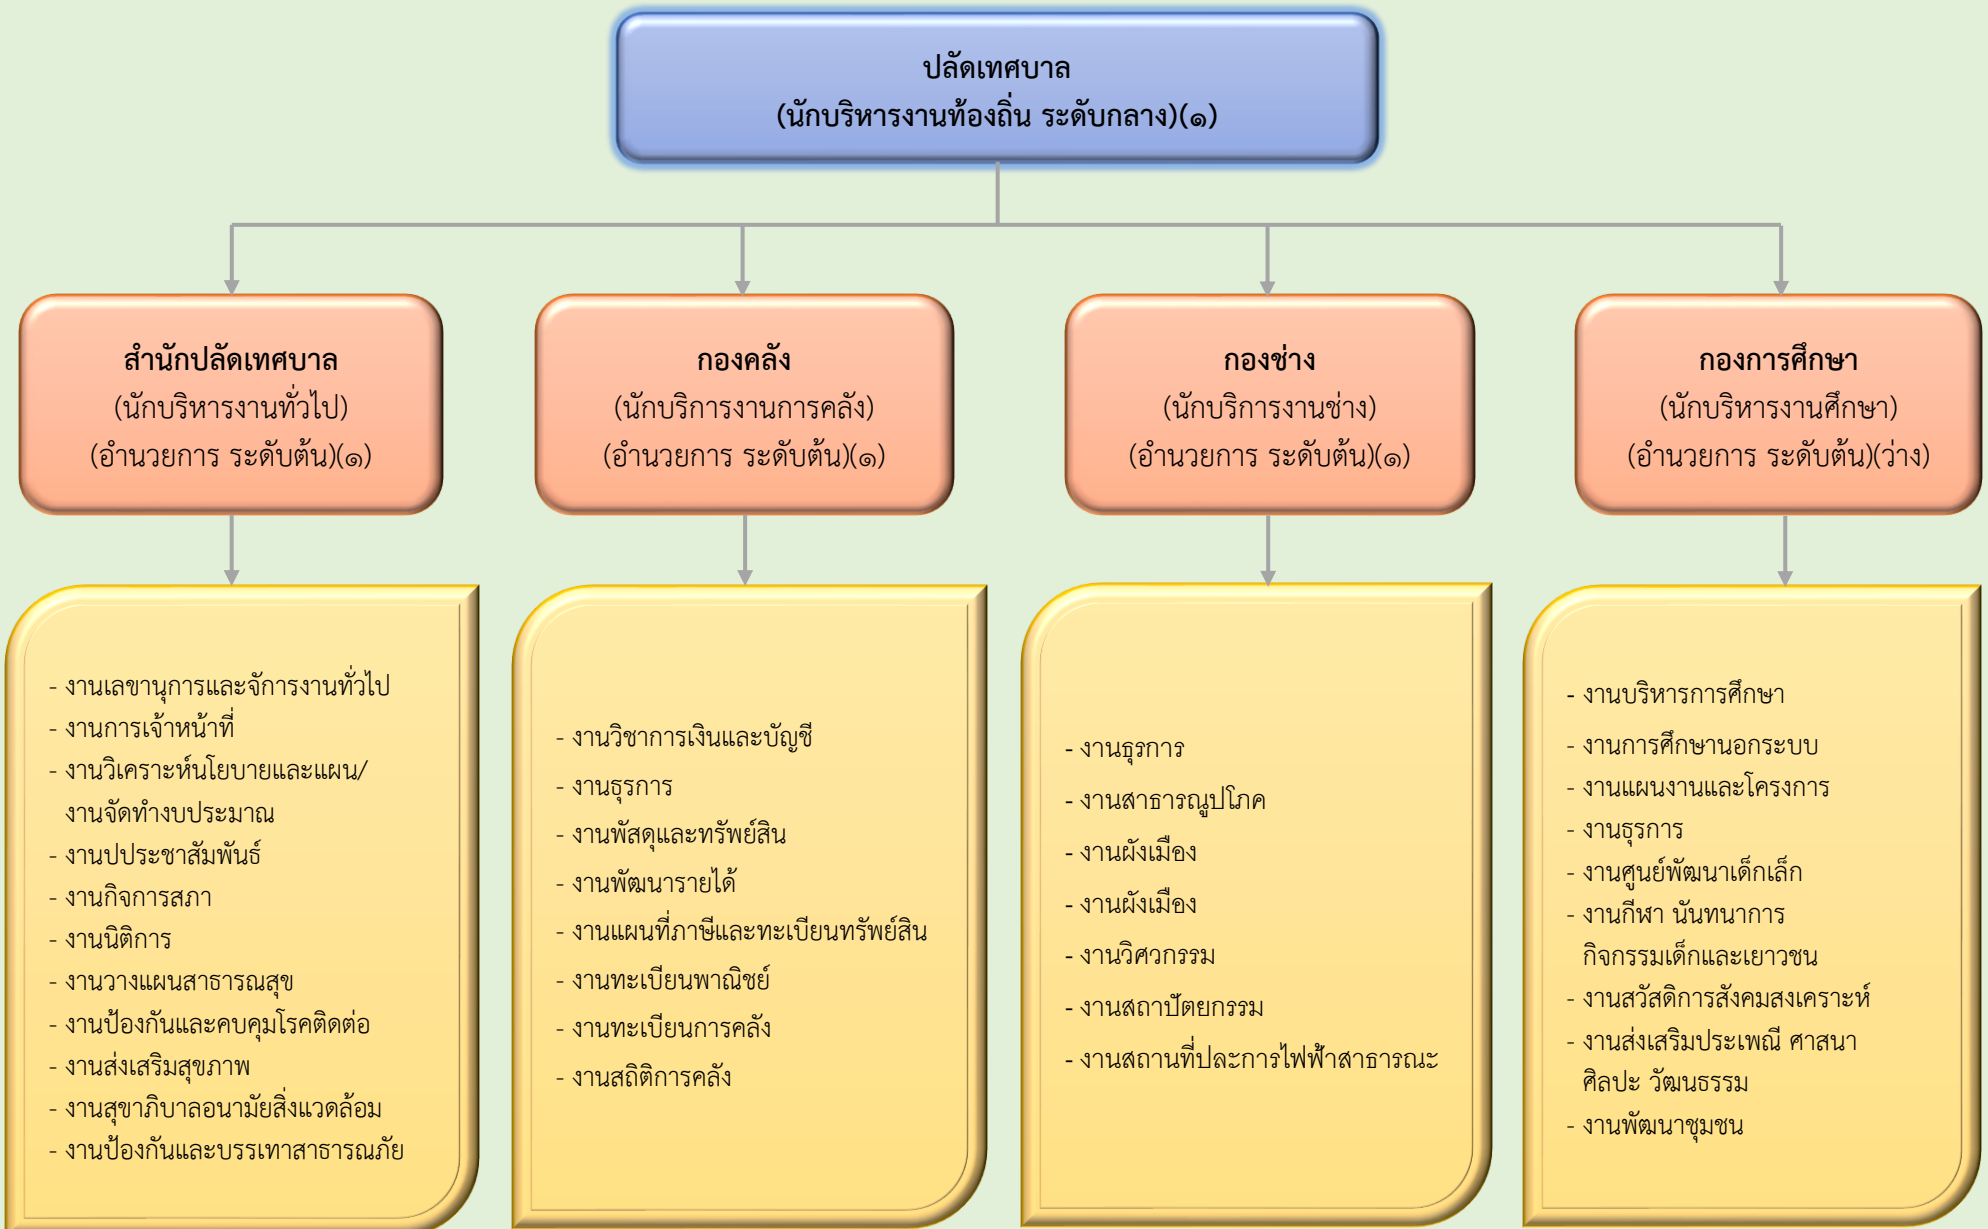 ปลัดเทศบาล
(นักบริหารงานท้องถิ่น ระดับกลาง)(๑)
สำนักปลัดเทศบาล
(นักบริหารงานทั่วไป)
(อำนวยการ ระดับต้น)(๑)
กองคลัง
(นักบริการงานการคลัง)
(อำนวยการ ระดับต้น)(๑)
กองช่าง
(นักบริการงานช่าง)
(อำนวยการ ระดับต้น)(๑)
กองการศึกษา
(นักบริหารงานศึกษา)
(อำนวยการ ระดับต้น)(ว่าง)
- งานเลขานุการและจัการงานทั่วไป
- งานการเจ้าหน้าที่
- งานวิเคราะห์นโยบายและแผน/
งานจัดทำงบประมาณ
- งานปประชาสัมพันธ์
- งานกิจการสภา
- งานนิติการ
- งานวางแผนสาธารณสุข
- งานป้องกันและคบคุมโรคติดต่อ
- งานส่งเสริมสุขภาพ
- งานสุขาภิบาลอนามัยสิ่งแวดล้อม
- งานป้องกันและบรรเทาสาธารณภัย
- งานวิชาการเงินและบัญชี
- งานธุรการ
- งานพัสดุและทรัพย์สิน
- งานพัฒนารายได้
- งานแผนที่ภาษีและทะเบียนทรัพย์สิน
- งานทะเบียนพาณิชย์
- งานทะเบียนการคลัง
- งานสถิติการคลัง
- งานธุรการ
- งานสาธารณูปโภค
- งานผังเมือง
- งานผังเมือง
- งานวิศวกรรม
- งานสถาปัตยกรรม
- งานสถานที่ปละการไฟฟ้าสาธารณะ
- งานบริหารการศึกษา
- งานการศึกษานอกระบบ
- งานแผนงานและโครงการ
- งานธุรการ
- งานศูนย์พัฒนาเด็กเล็ก
- งานกีฬา นันทนาการ
กิจกรรมเด็กและเยาวชน
- งานสวัสดิการสังคมสงเคราะห์
- งานส่งเสริมประเพณี ศาสนา
ศิลปะ วัฒนธรรม
- งานพัฒนาชุมชน